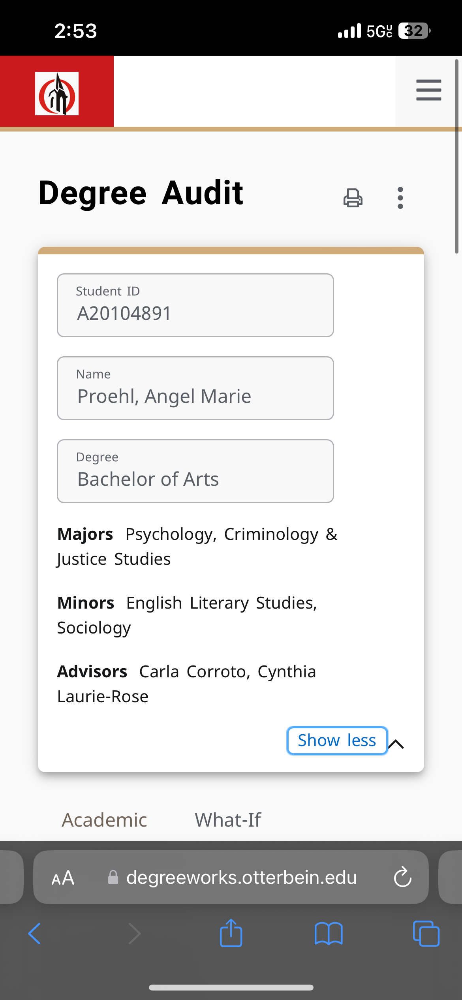 2:53
5G UC 32
Degree Audit
Student ID
A20104891
Name
Proehl, Angel Marie
Degree
Bachelor of Arts
Majors Psychology, Criminology &
Justice Studies
Minors English Literary Studies,
Sociology
Advisors Carla Corroto, Cynthia
Laurie-Rose
Show less
Academic What-If
AA degreeworks.otterbein.edu